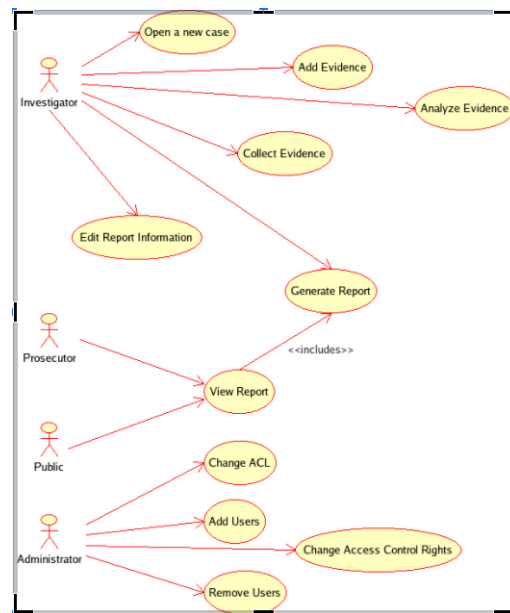 Open a new case
Add Evidence
Investigator
Analyze Evidence
Collect Evidence
Edit Report Information
Generate Report
Prosecutor
<<includes>>
View Report
Public
Change ACL
Add Users
Administrator
Change Access Control Rights
Remove Users